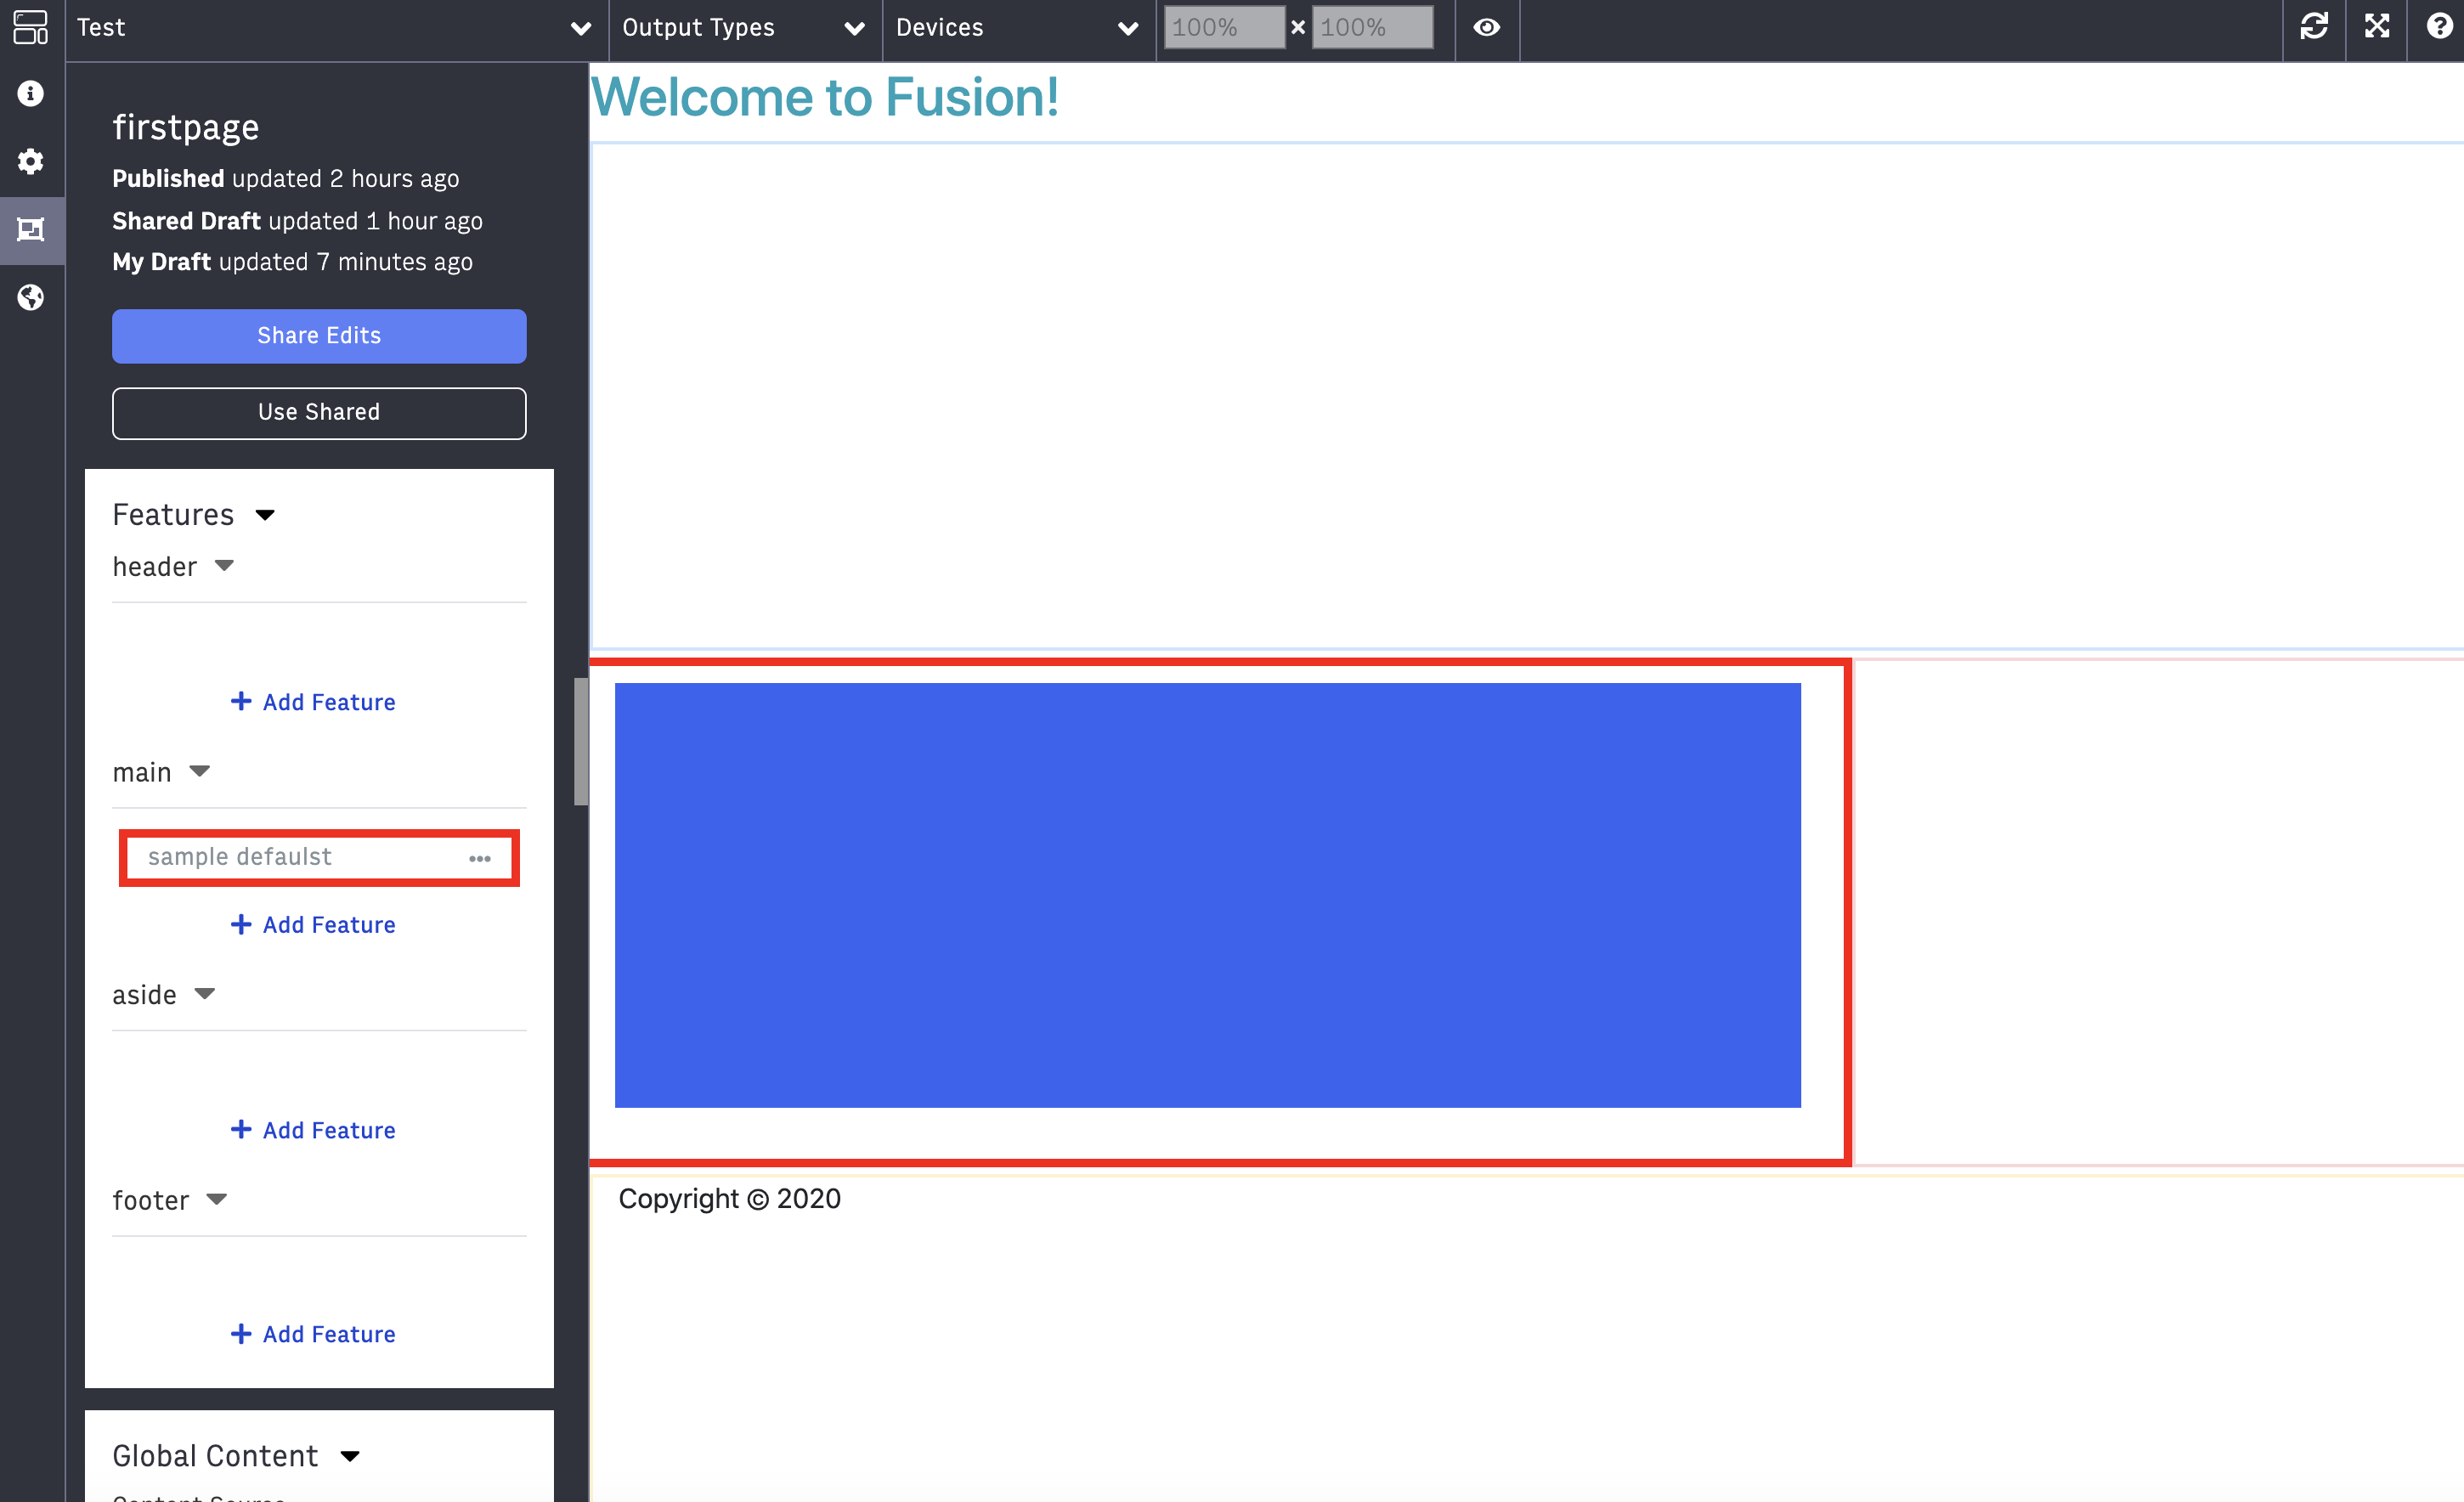 Test
Output Types
Devices
100% × 100%
firstpage
Published updated 2 hours ago
Shared Draft updated 1 hour ago
My Draft updated 7 minutes ago
Share Edits
Use Shared
Features
header
+ Add Feature
main
sample defaulst
+ Add Feature
aside
+ Add Feature
footer
+ Add Feature
Global Content
Content Source
Welcome to Fusion!
Copyright © 2020